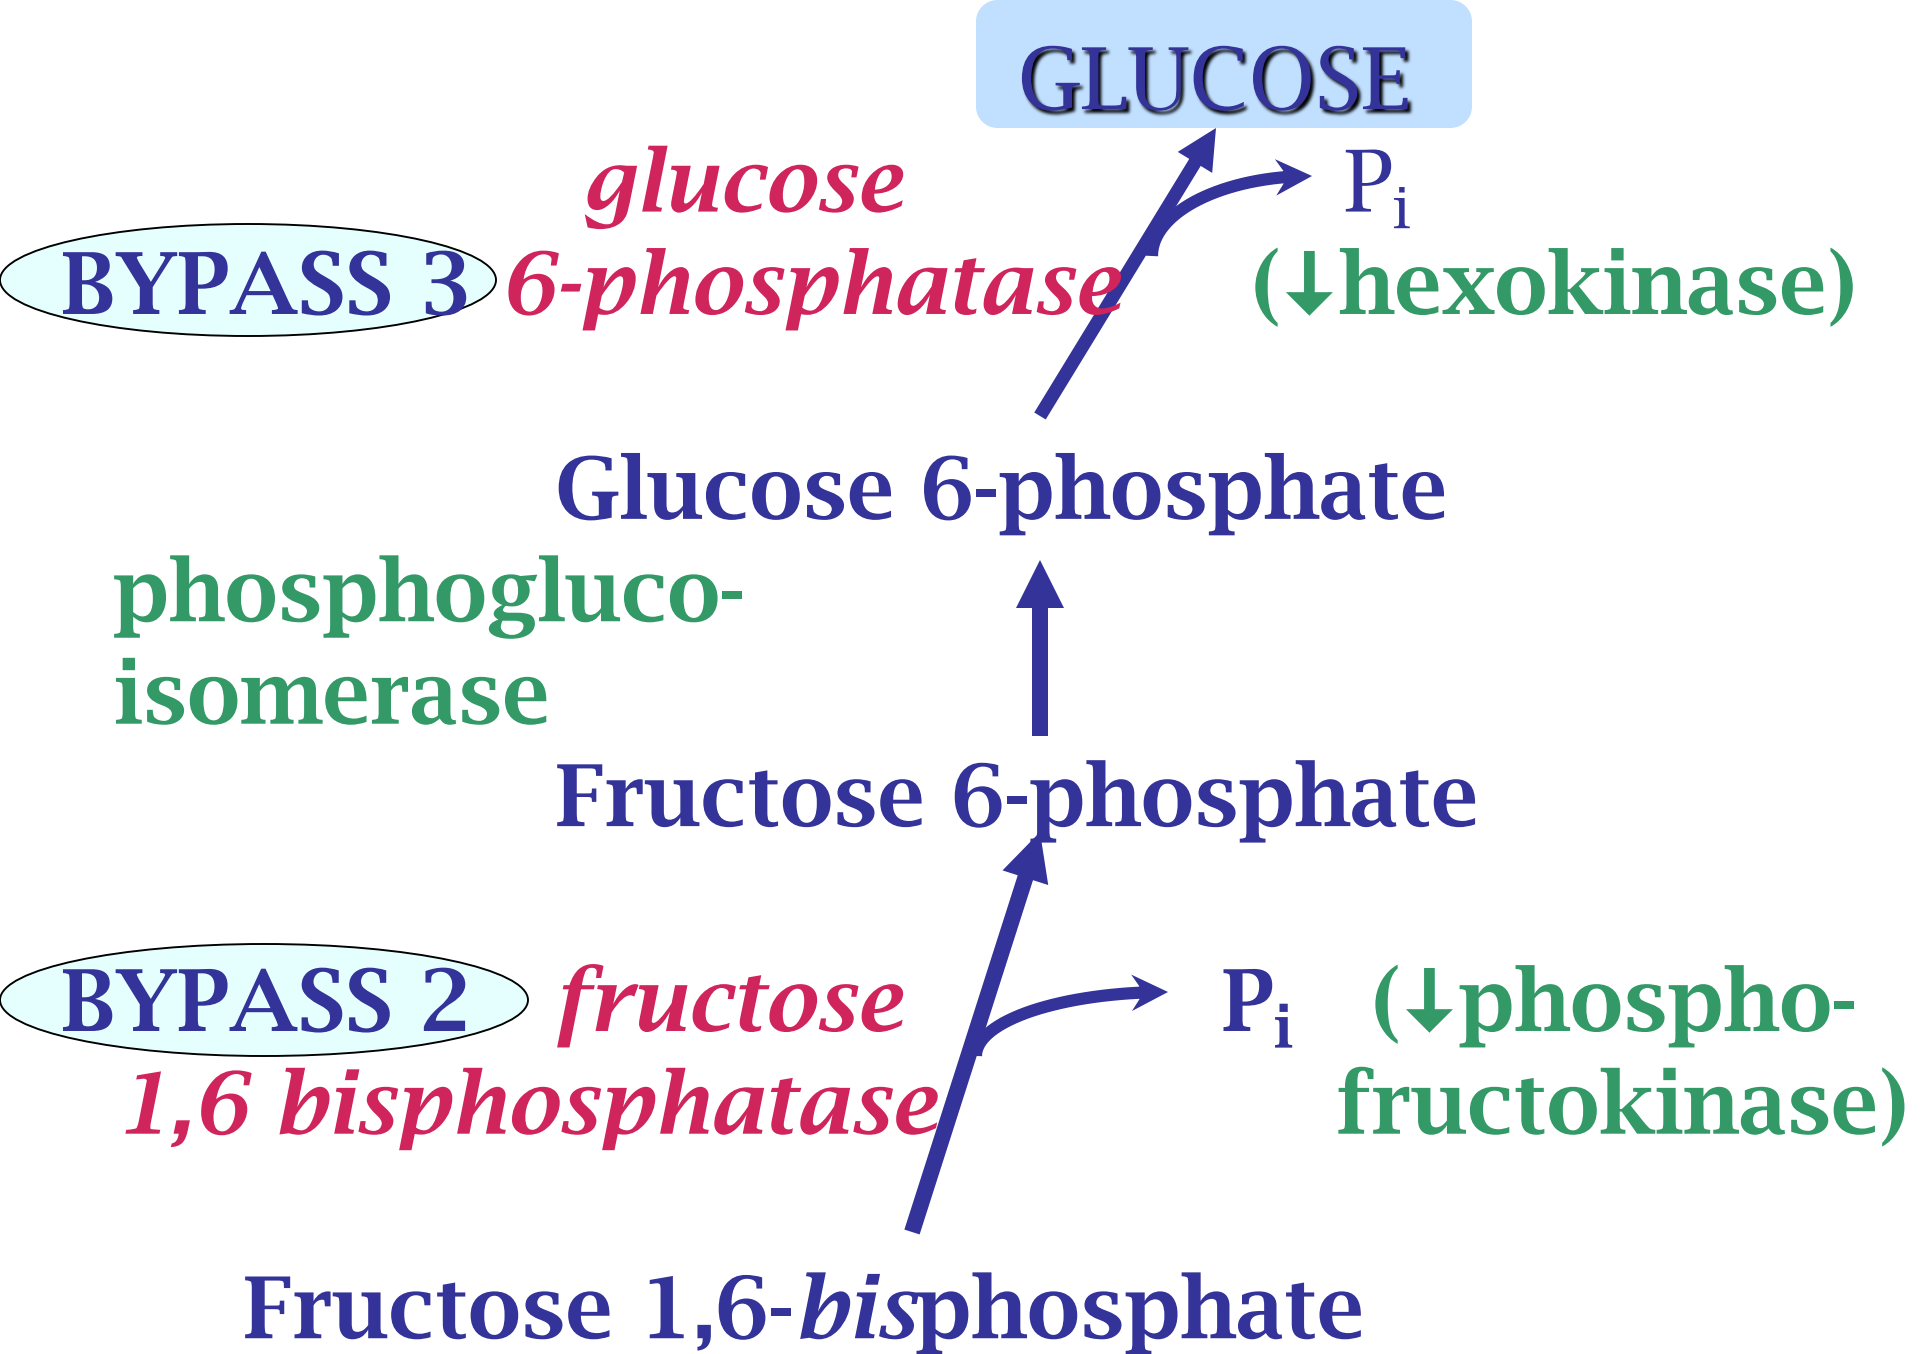 GLUCOSE
glucose
Pi
BYPASS 3 6-phosphatase (↓hexokinase)
Glucose 6-phosphate
phosphogluco-
isomerase
Fructose 6-phosphate
BYPASS 2 fructose Pi (↓phospho-
1,6 bisphosphatase fructokinase)
Fructose 1,6-bisphosphate